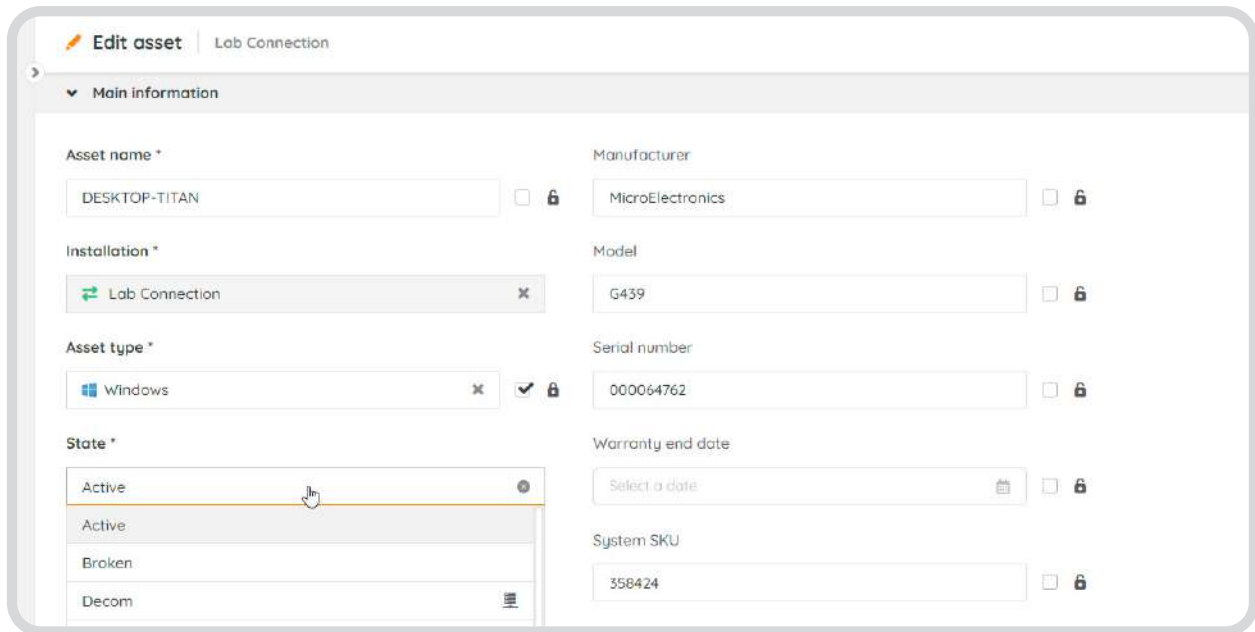 Edit asset
Lab Connection
Main information
Asset name *
Manufacturer
DESKTOP-TITAN
MicroElectronics
Installation *
Model
Lab Connection
G439
Asset type *
Serial number
Windows
000064762
State *
Warranty end date
Active
Select a date
Active
System SKU
Broken
358424
Decom